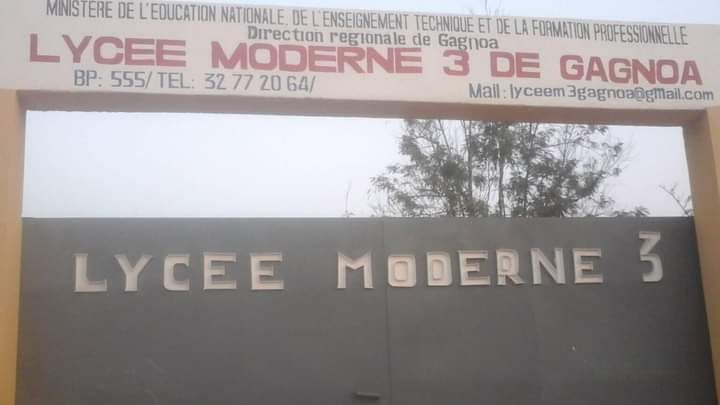 MINISTERE DE L'EDUCATION NATIONALE, DE L'ENSEIGNEMENT TECHNIQUE ET DE LA FORMATION PROFESSIONNELLE
Direction regionale de Gagnoa
LYCEE MODERNE 3 DE GAGNOA
BP: 555/ TEL: 32 77 20 64/ Mail: lyceem3gagnoa@gmail.com
LYCEE MODERNE 3